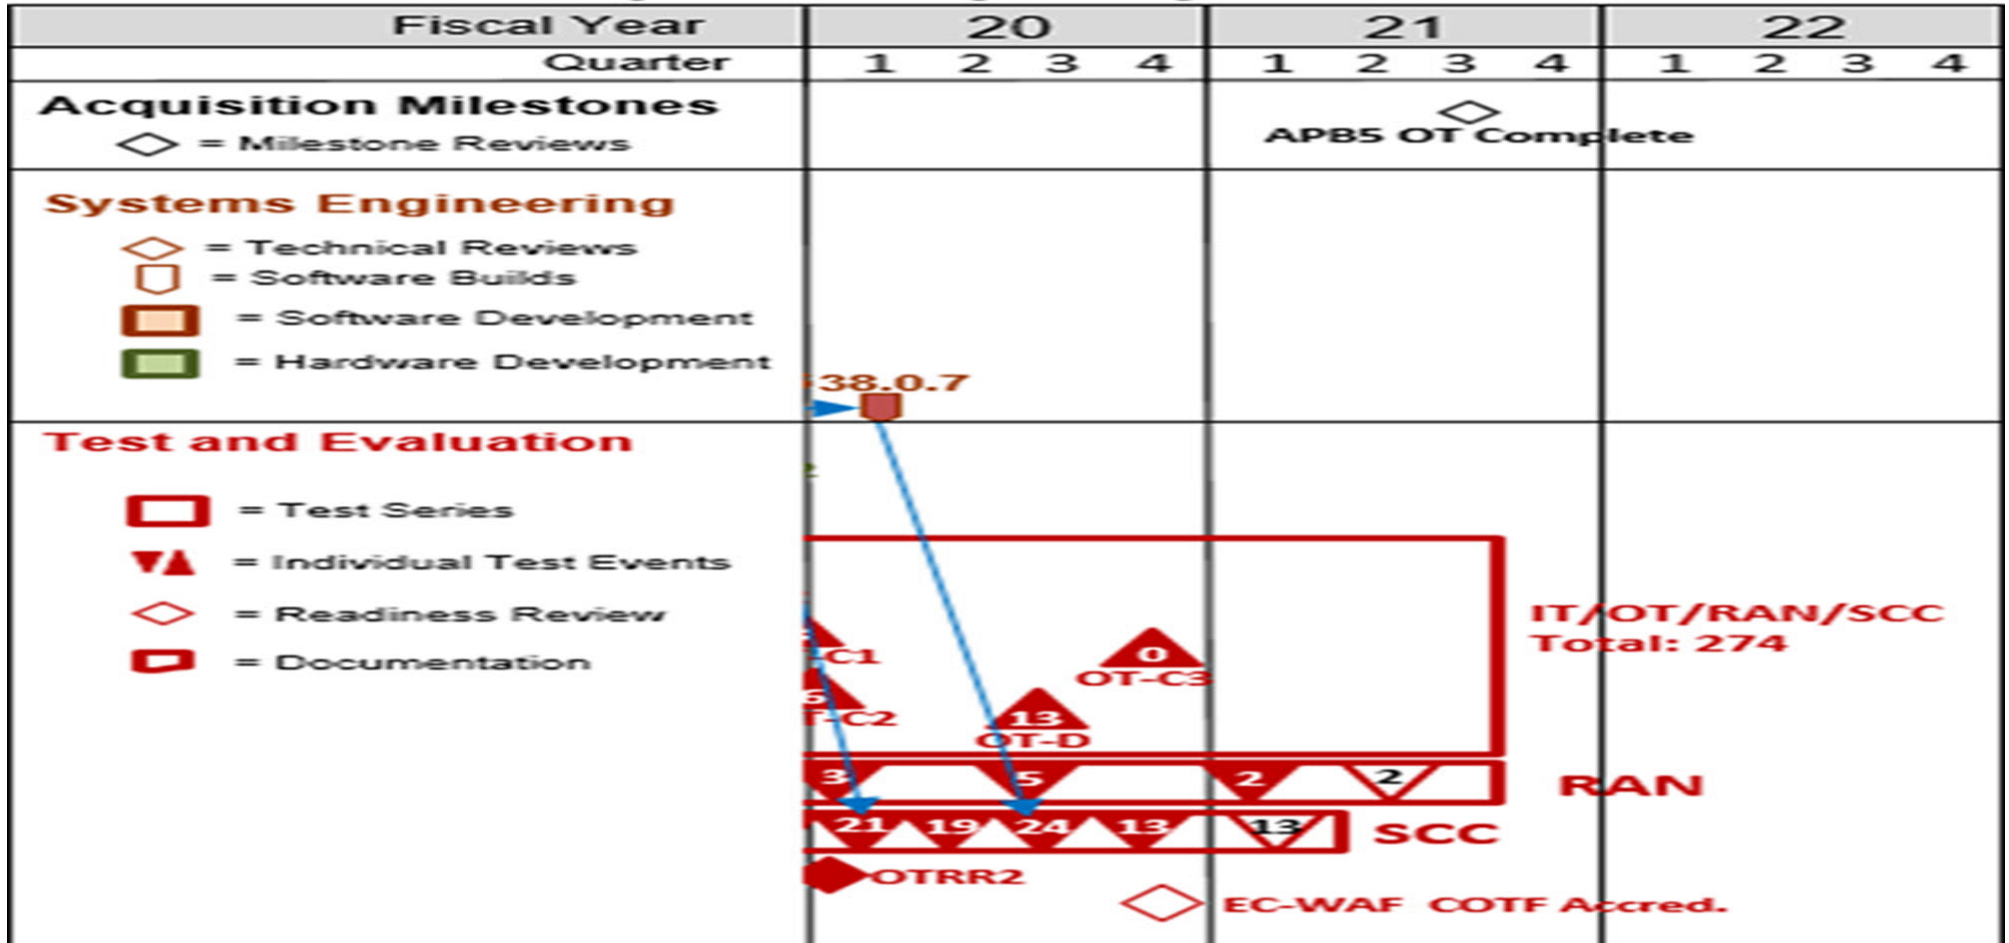 Fiscal Year 20 21 22
Quarter 1 2 3 4 1 2 3 4 1 2 3 4
Acquisition Milestones
= Milestone Reviews
APB5 OT Complete
Systems Engineering
= Technical Reviews
= Software Builds
= Software Development
= Hardware Development
38.0.7
Test and Evaluation
= Test Series
= Individual Test Events
= Readiness Review
= Documentation
IT/OT/RAN/SCC
Total: 274
-C1
0
OT-C3
6
T-C2
13
OT-D
3 5 2 2 RAN
21 19 24 13 13 SCC
OTRR2
EC-WAF COTF Accred.